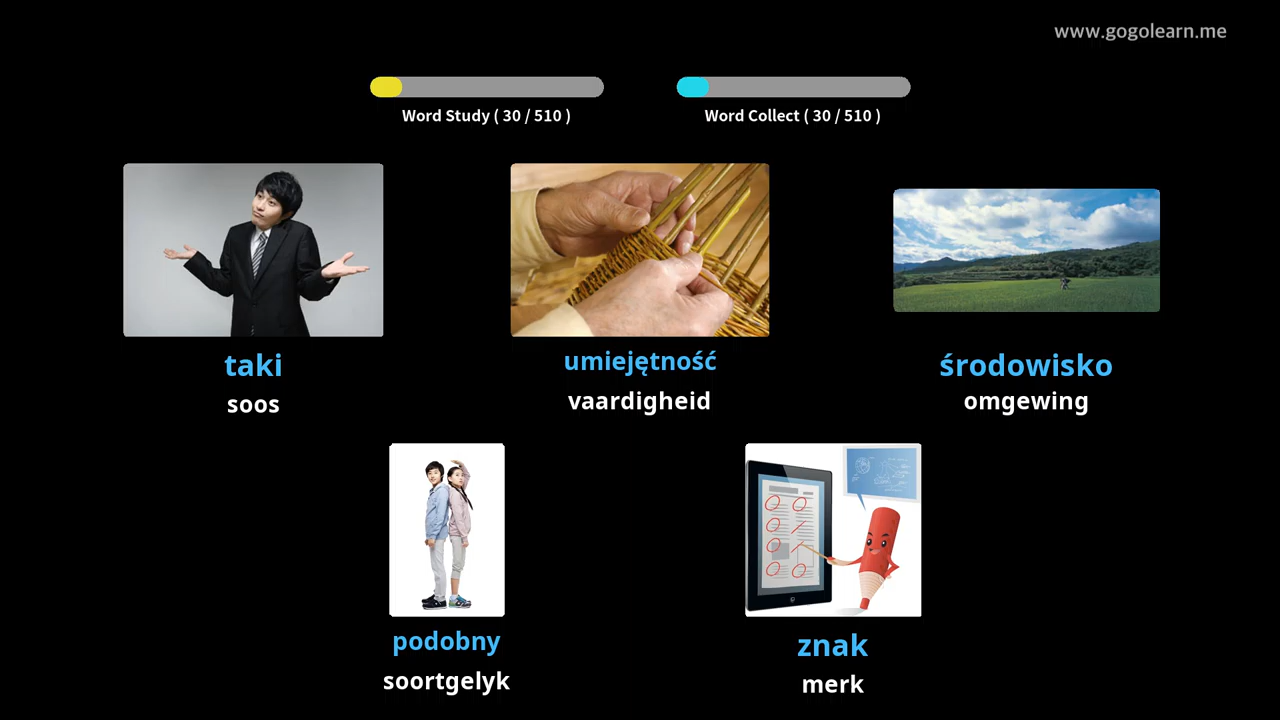 www.gogolearn.me
Word Study ( 30 / 510 )
Word Collect ( 30 / 510 )
taki
soos
umiejętność
vaardigheid
środowisko
omgewing
podobny
soortgelyk
znak
merk